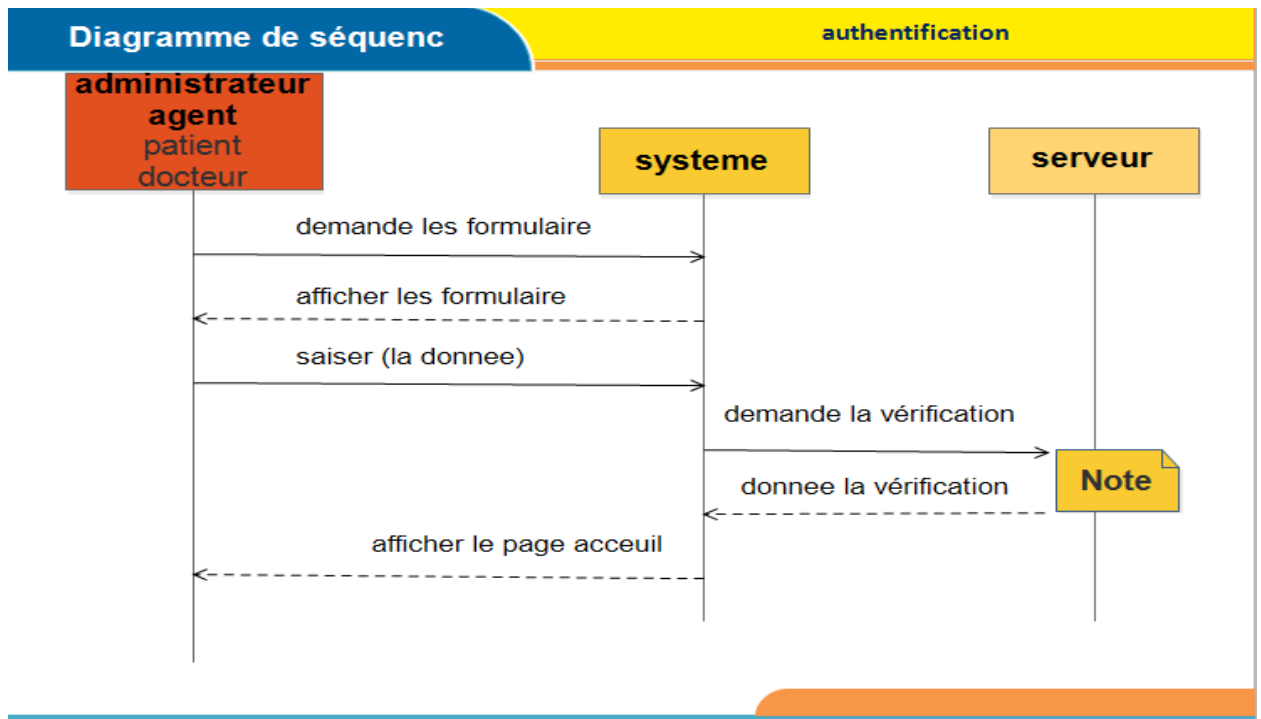 Diagramme de séquenc
authentification
administrateur
agent
patient
docteur
systeme
serveur
demande les formulaire
afficher les formulaire
saiser (la donnee)
demande la vérification
Note
donnee la vérification
afficher le page acceuil